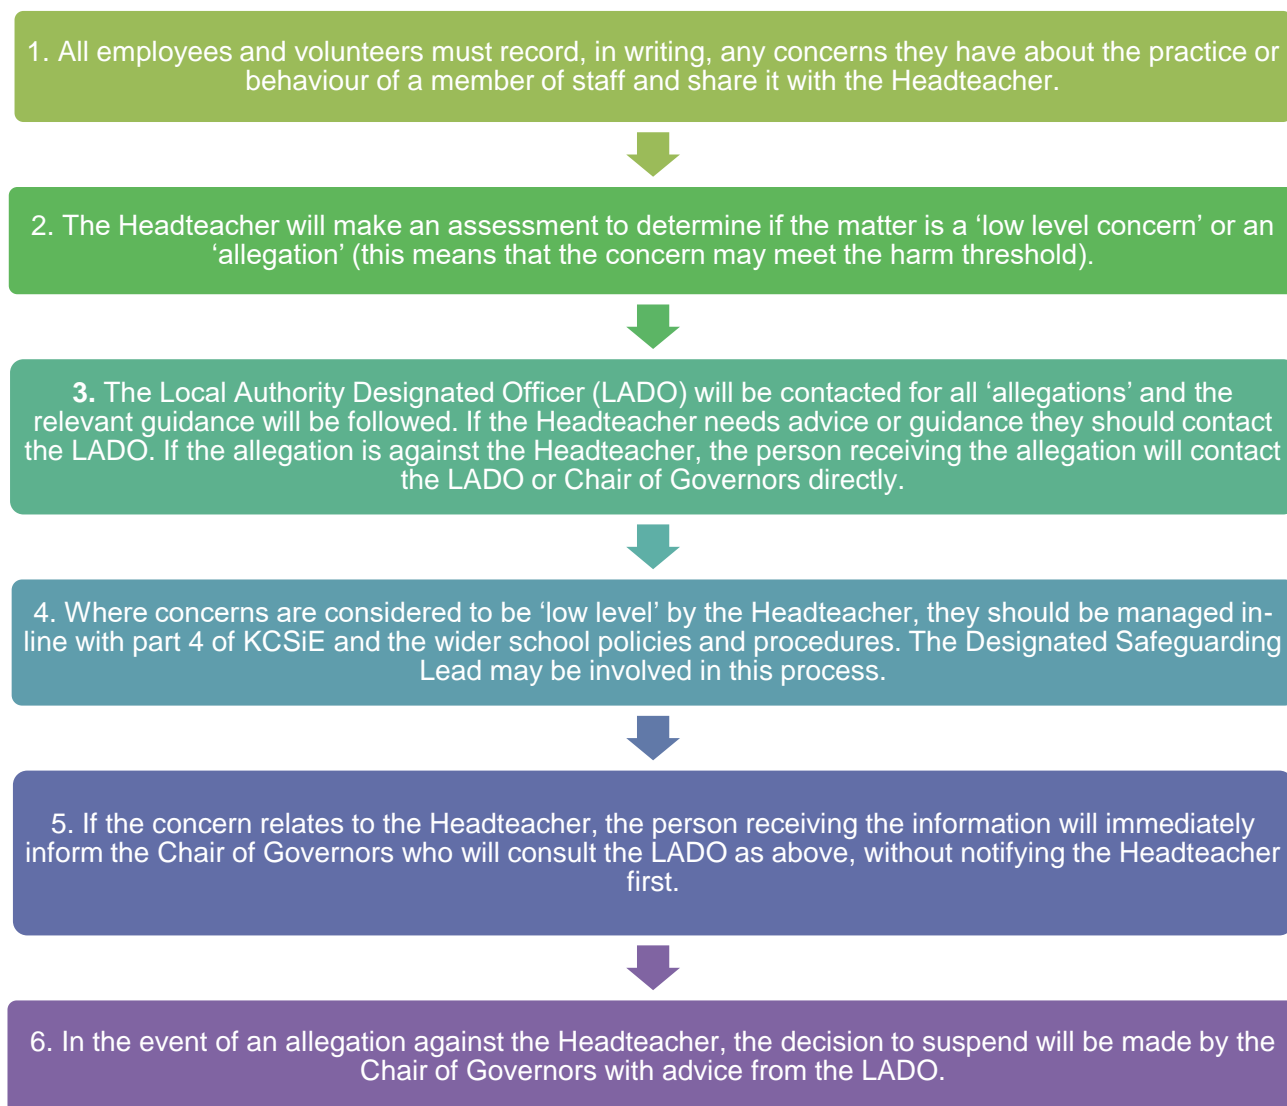 1. All employees and volunteers must record, in writing, any concerns they have about the practice or
behaviour of a member of staff and share it with the Headteacher.
2. The Headteacher will make an assessment to determine if the matter is a ‘low level concern’ or an
‘allegation’ (this means that the concern may meet the harm threshold).
3. The Local Authority Designated Officer (LADO) will be contacted for all ‘allegations’ and the
relevant guidance will be followed. If the Headteacher needs advice or guidance they should contact
the LADO. If the allegation is against the Headteacher, the person receiving the allegation will contact
the LADO or Chair of Governors directly.
4. Where concerns are considered to be ‘low level’ by the Headteacher, they should be managed in-
line with part 4 of KCSiE and the wider school policies and procedures. The Designated Safeguarding
Lead may be involved in this process.
5. If the concern relates to the Headteacher, the person receiving the information will immediately
inform the Chair of Governors who will consult the LADO as above, without notifying the Headteacher
first.
6. In the event of an allegation against the Headteacher, the decision to suspend will be made by the
Chair of Governors with advice from the LADO.